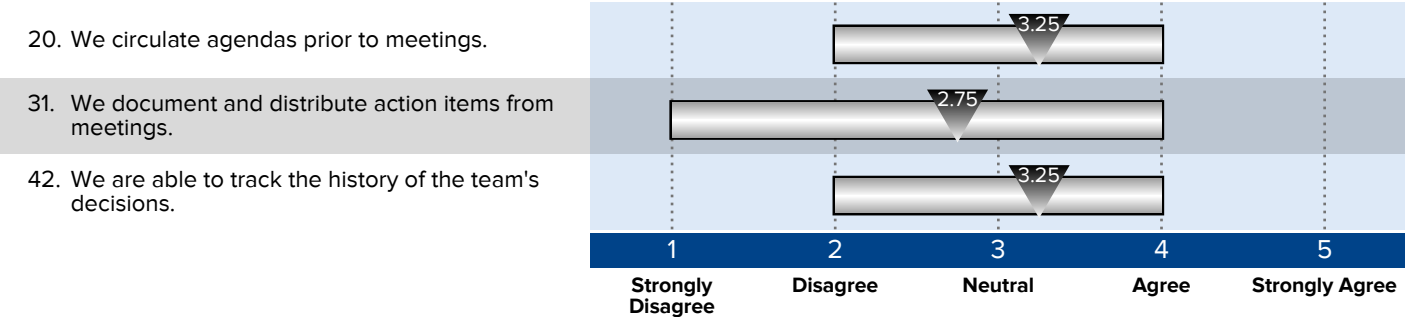 20. We circulate agendas prior to meetings.
3.25
31. We document and distribute action items from
meetings.
2.75
42. We are able to track the history of the team's
decisions.
3.25
1 2 3 4 5
Strongly Disagree Neutral Agree Strongly Agree
Disagree